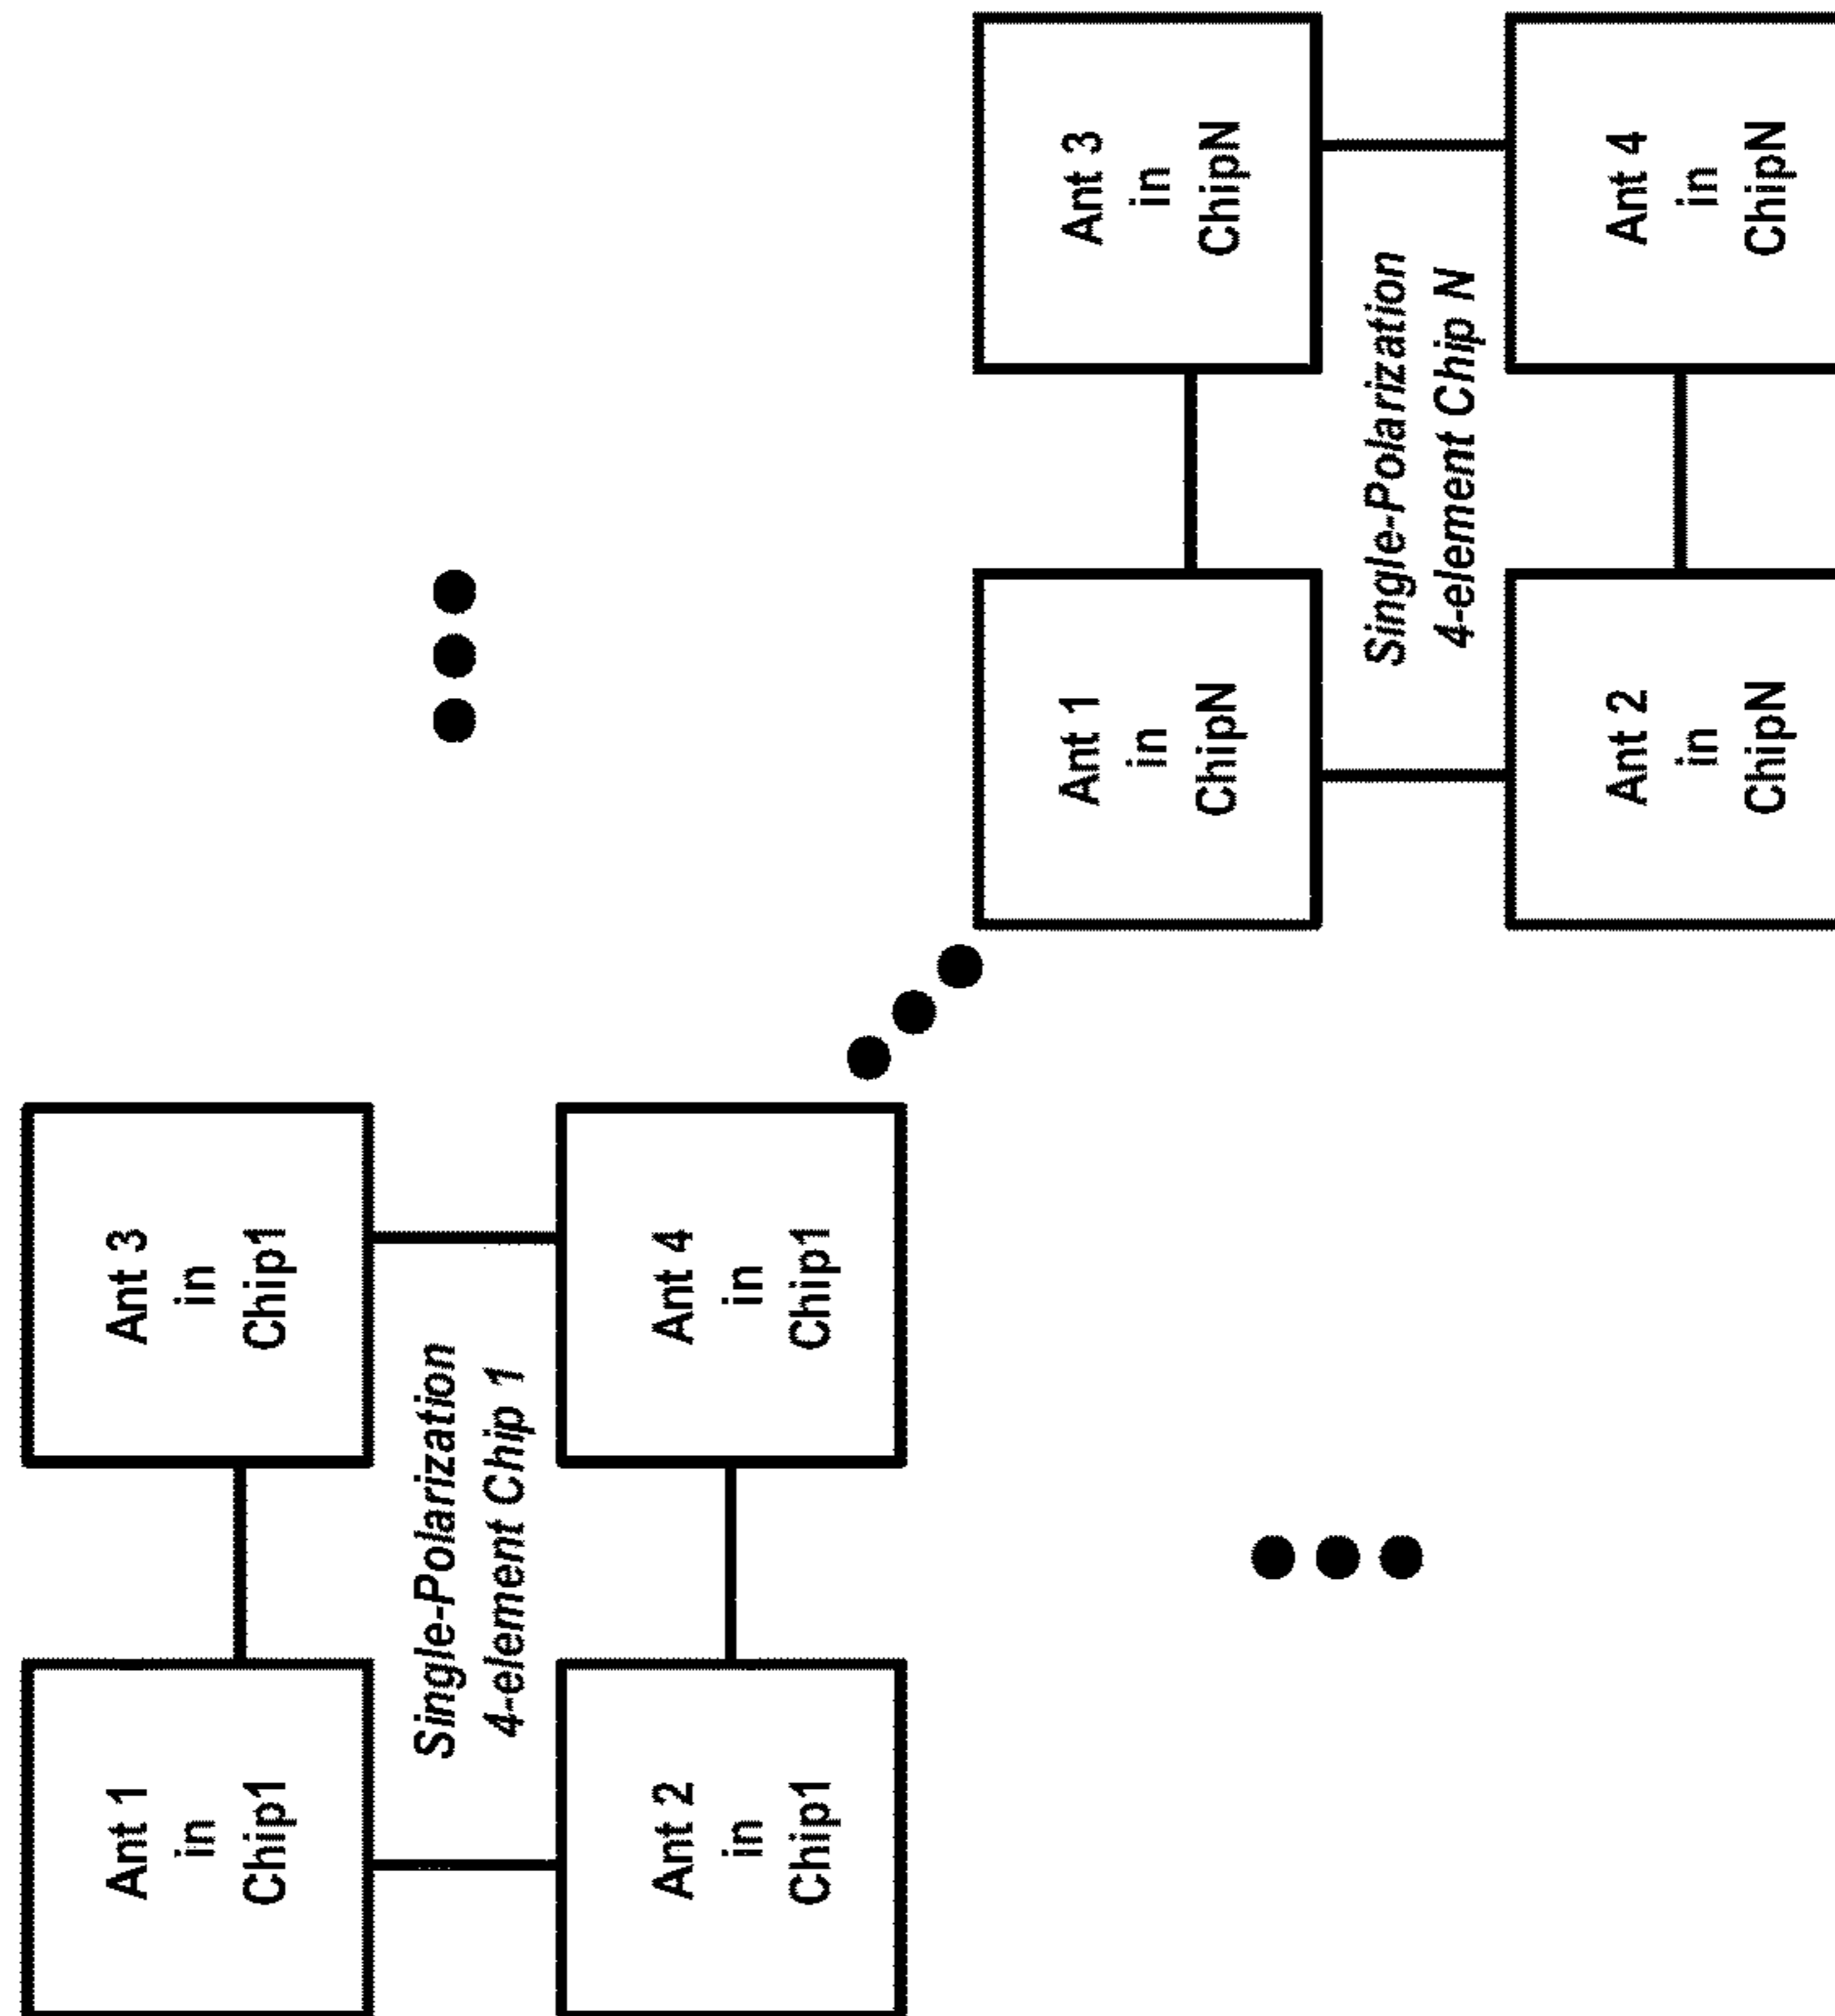 Ant 1
in
Chip1
Ant 3
in
Chip1
Single-Polarization
4-element Chip 1
Ant 2
in
Chip1
Ant 4
in
Chip1
Ant 1
in
ChipN
Ant 3
in
ChipN
Single-Polarization
4-element Chip N
Ant 2
in
ChipN
Ant 4
in
ChipN